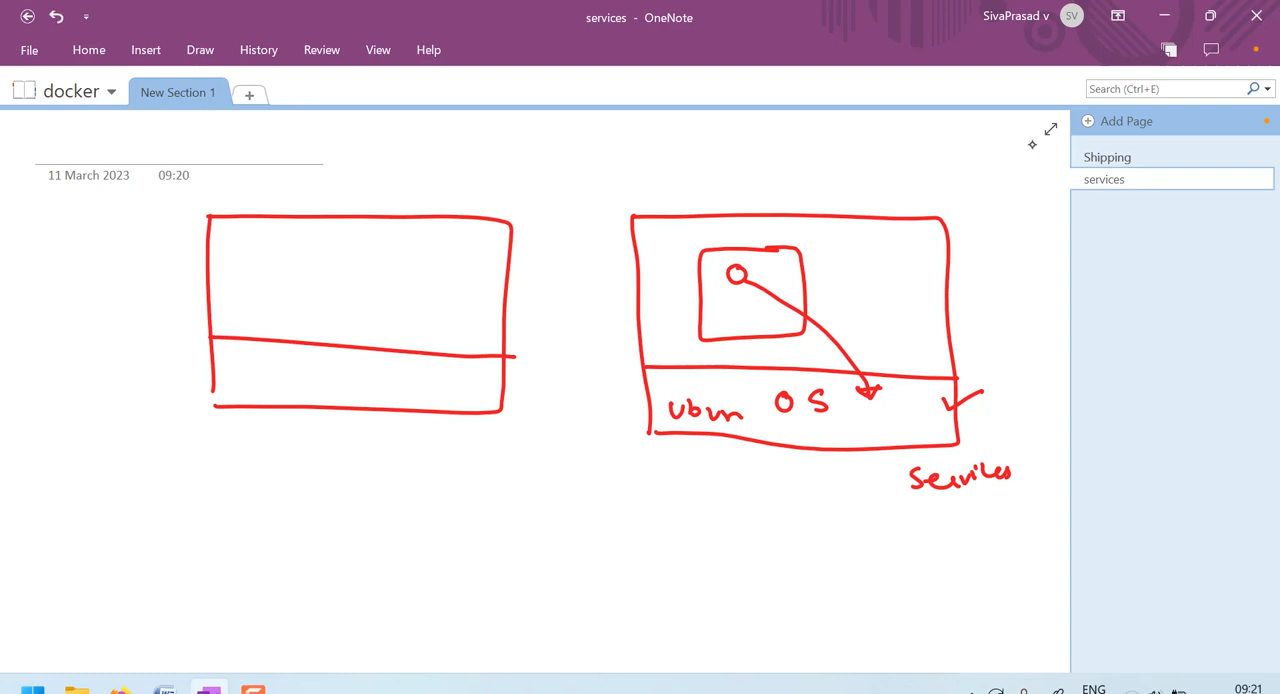 services - OneNote
SivaPrasad v SV
File Home Insert Draw History Review View Help
docker
New Section 1
Search (Ctrl+E)
Add Page
Shipping
services
11 March 2023 09:20
OS
Services
ENG
09:21